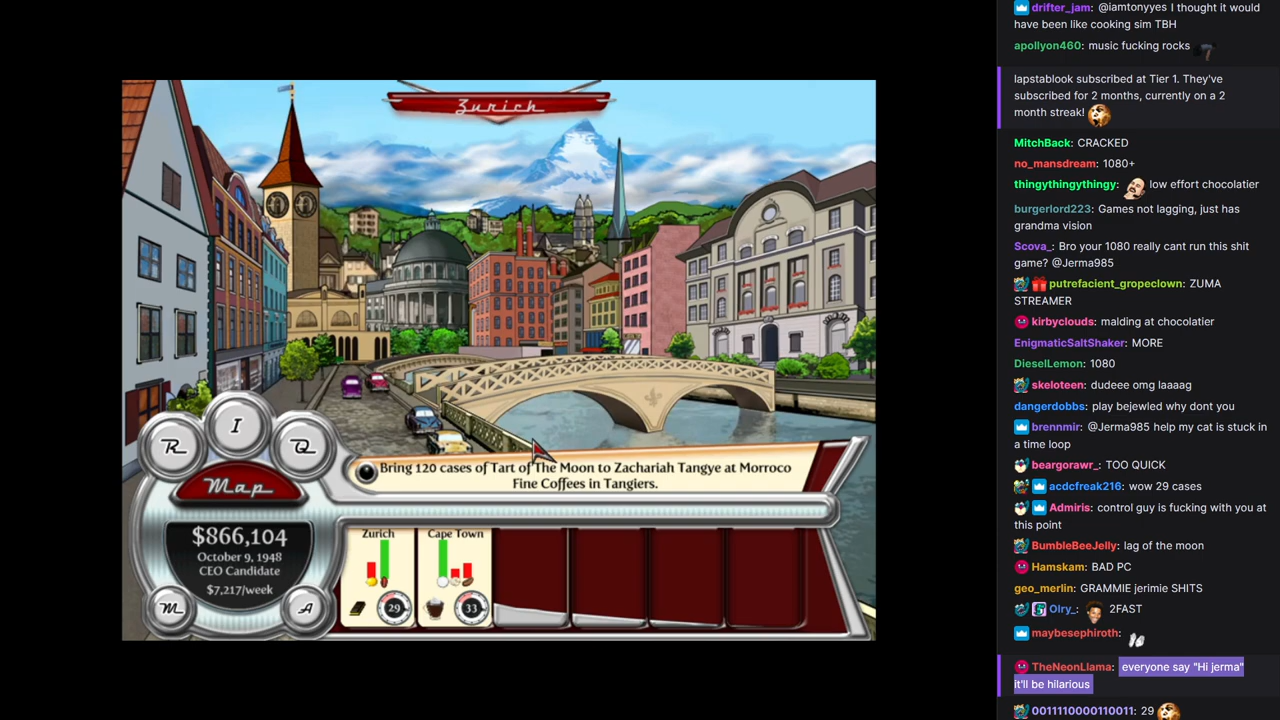 Zurich
R
I
Q
Map
$866,104
October 9, 1948
CEO Candidate
$7,217/week
M
A
Bring 120 cases of Tart of The Moon to Zachariah Tangye at Morroco
Fine Coffees in Tangiers.
Zurich
29
Cape Town
33
drifter_jam: @iamtonyyes I thought it would
have been like cooking sim TBH
apollyon460: music fucking rocks
lapstablook subscribed at Tier 1. They've
subscribed for 2 months, currently on a 2
month streak!
MitchBack: CRACKED
no_mansdream: 1080+
thingythingythingy: low effort chocolatier
burgerlord223: Games not lagging, just has
grandma vision
Scova_: Bro your 1080 really cant run this shit
game? @Jerma985
putrefacient_gropeclown: ZUMA
STREAMER
kirbyclouds: malding at chocolatier
EnigmaticSaltShaker: MORE
DieselLemon: 1080
skeloteen: dudeee omg laaaag
dangerdobbs: play bejewled why dont you
brennmir: @Jerma985 help my cat is stuck in
a time loop
beargorawr_: TOO QUICK
acdcfreak216: wow 29 cases
Admiris: control guy is fucking with you at
this point
BumbleBeeJelly: lag of the moon
Hamskam: BAD PC
geo_merlin: GRAMMIE jerimie SHITS
Olry_: 2FAST
maybesephiroth:
TheNeonLlama: everyone say "Hi jerma"
it'll be hilarious
0011110000110011: 29